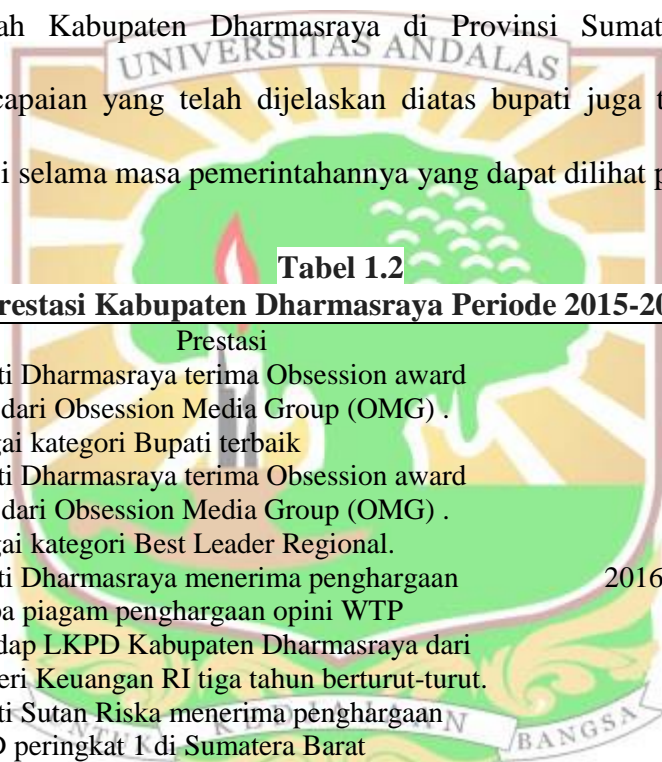 ah Kabupaten Dharmasraya di Provinsi Sumat
UNIVERSITAS ANDALAS
capaian yang telah dijelaskan diatas bupati juga t
i selama masa pemerintahannya yang dapat dilihat p
Tabel 1.2
restasi Kabupaten Dharmasraya Periode 2015-20
Prestasi
ti Dharmasraya terima Obsession award
dari Obsession Media Group (OMG) .
gai kategori Bupati terbaik
ti Dharmasraya terima Obsession award
dari Obsession Media Group (OMG) .
gai kategori Best Leader Regional.
ti Dharmasraya menerima penghargaan 2016
pa piagam penghargaan opini WTP
dap LKPD Kabupaten Dharmasraya dari
eri Keuangan RI tiga tahun berturut-turut.
ti Sutan Riska menerima penghargaan
UNTUK KEDJAJAAN BANGSA
D peringkat 1 di Sumatera Barat